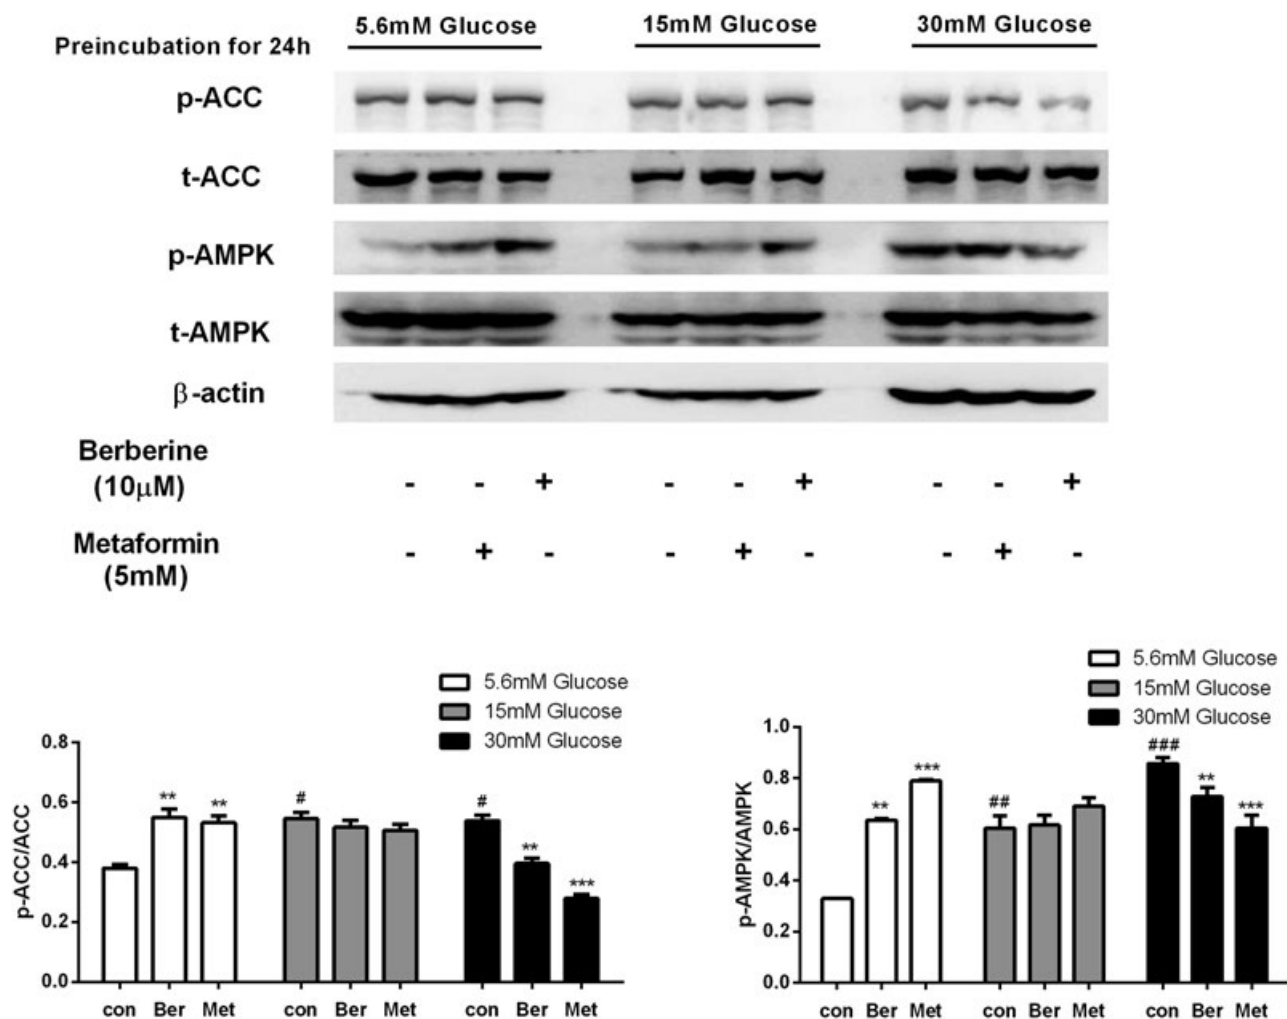 5.6mM Glucose 15mM Glucose 30mM Glucose
Preincubation for 24h
p-ACC
t-ACC
p-AMPK
t-AMPK
β-actin
Berberine
(10μM) - - + - - + - - +
Metaformin
(5mM) - + - - + - - + -
5.6mM Glucose
15mM Glucose
30mM Glucose
p-ACC/ACC
0.8
0.6
0.4
0.2
0.0
** ** # # ** ***
con Ber Met con Ber Met con Ber Met
5.6mM Glucose
15mM Glucose
30mM Glucose
p-AMPK/AMPK
1.0
0.8
0.6
0.4
0.2
0.0
** *** ## ### ** ***
con Ber Met con Ber Met con Ber Met